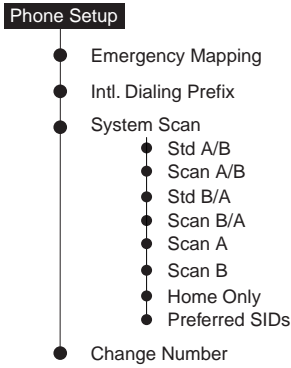 Phone Setup
Emergency Mapping
Intl. Dialing Prefix
System Scan
Std A/B
Scan A/B
Std B/A
Scan B/A
Scan A
Scan B
Home Only
Preferred SIDs
Change Number